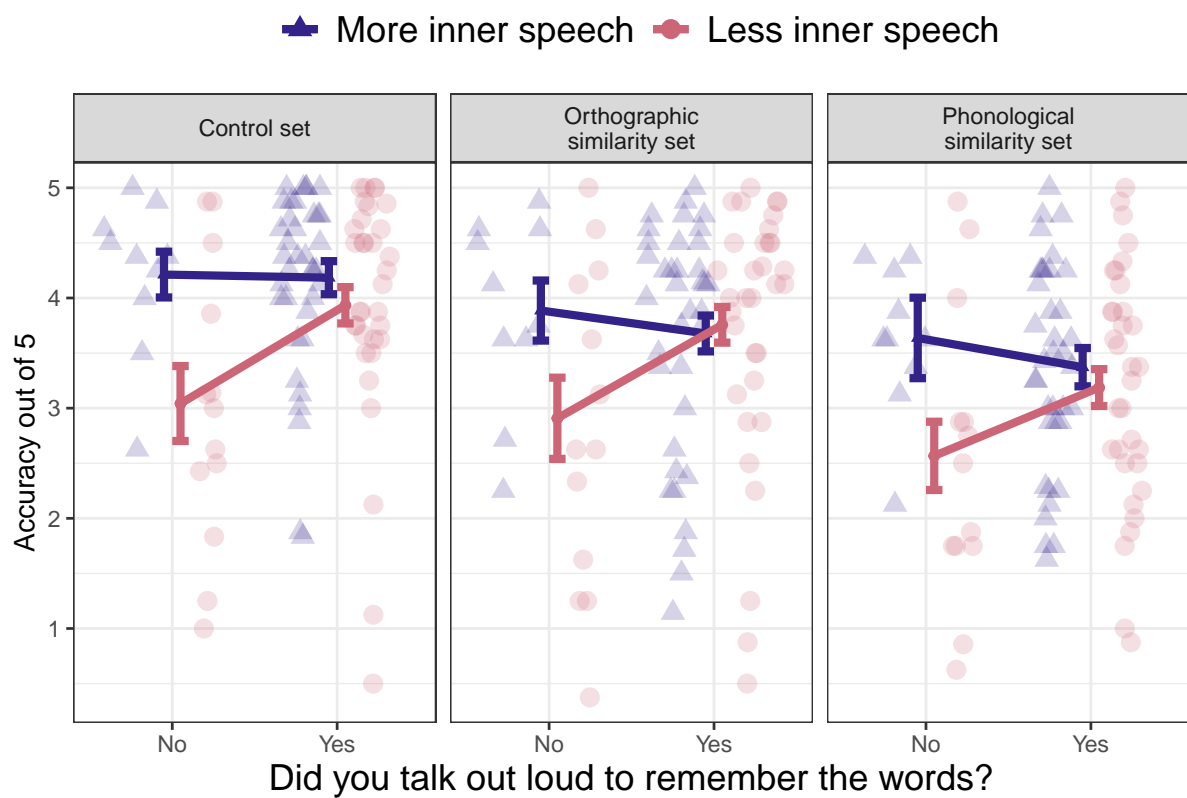 More inner speech Less inner speech
Control set
Orthographic
similarity set
Phonological
similarity set
Accuracy out of 5
5
4
3
2
1
No Yes No Yes No Yes
Did you talk out loud to remember the words?